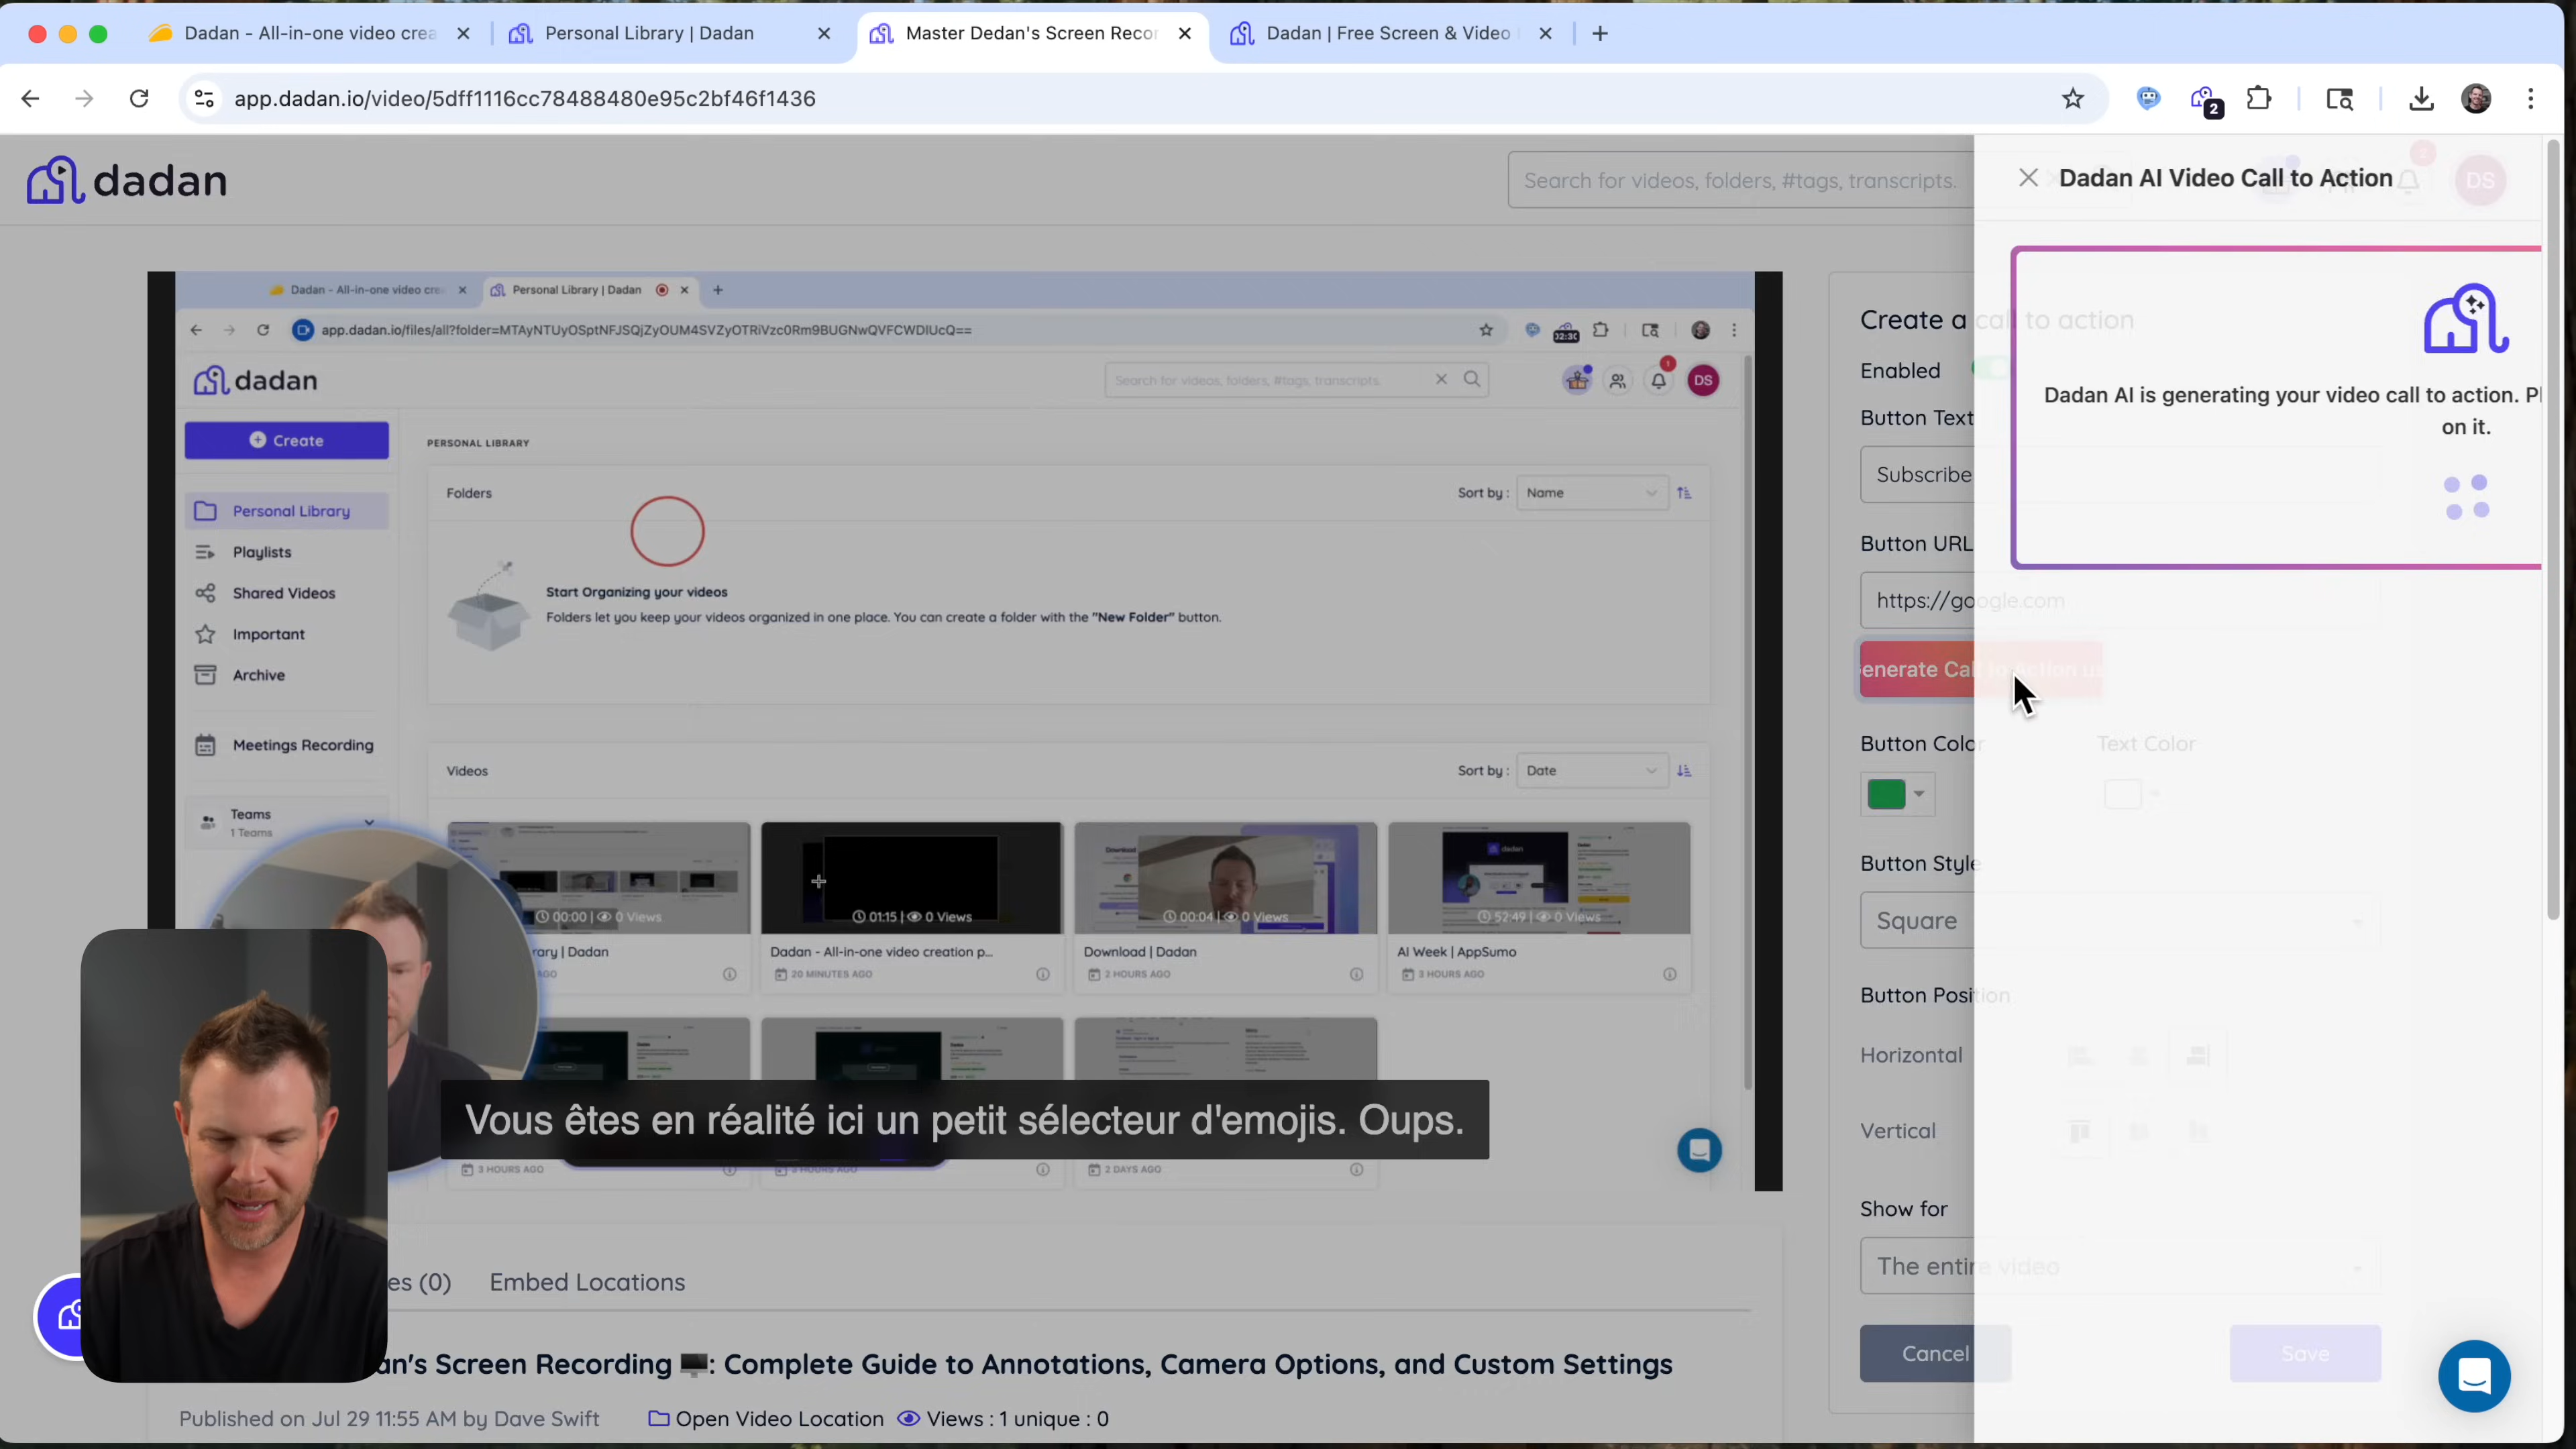 Dadan - All-in-one video crea
Personal Library | Dadan
Master Dedan's Screen Recor
Dadan | Free Screen & Video
app.dadan.io/video/5dff1116cc78488480e95c2bf46f1436
2
dadan
Search for videos, folders, #tags, transcripts.
Dadan AI Video Call to Action
DS
Dadan - All-in-one video cre
Personal Library | Dadan
app.dadan.io/files/all?folder=MTAyNTUyOSptNFJSQjZyOUM4SVZyOTRiVzc0Rm9BUGNwQVFCWDlUcQ==
02:30
dadan
Search for videos, folders, #tags, transcripts.
1
DS
Create
PERSONAL LIBRARY
Folders
Sort by :
Name
Personal Library
Playlists
Shared Videos
Important
Archive
Meetings Recording
Teams
1 Teams
Start Organizing your videos
Folders let you keep your videos organized in one place. You can create a folder with the "New Folder" button.
Videos
Sort by :
Date
00:00 | 0 Views
01:15 | 0 Views
00:04 | 0 Views
52:49 | 0 Views
rary | Dadan
Dadan - All-in-one video creation p...
Download | Dadan
AI Week | AppSumo
AGO
20 MINUTES AGO
2 HOURS AGO
3 HOURS AGO
Vous êtes en réalité ici un petit sélecteur d'emojis. Oups.
3 HOURS AGO
3 HOURS AGO
2 DAYS AGO
Create a call to action
Enabled
Dadan AI is generating your video call to action. Pl
on it.
Button Text
Subscribe
Button URL
https://google.com
enerate Call to Action u
Button Color
Text Color
Button Style
Square
Button Position
Horizontal
Vertical
Show for
The entire video
Cancel
Save
es (0)
Embed Locations
an's Screen Recording 🖥️: Complete Guide to Annotations, Camera Options, and Custom Settings
Published on Jul 29 11:55 AM by Dave Swift
Open Video Location
Views : 1 unique : 0